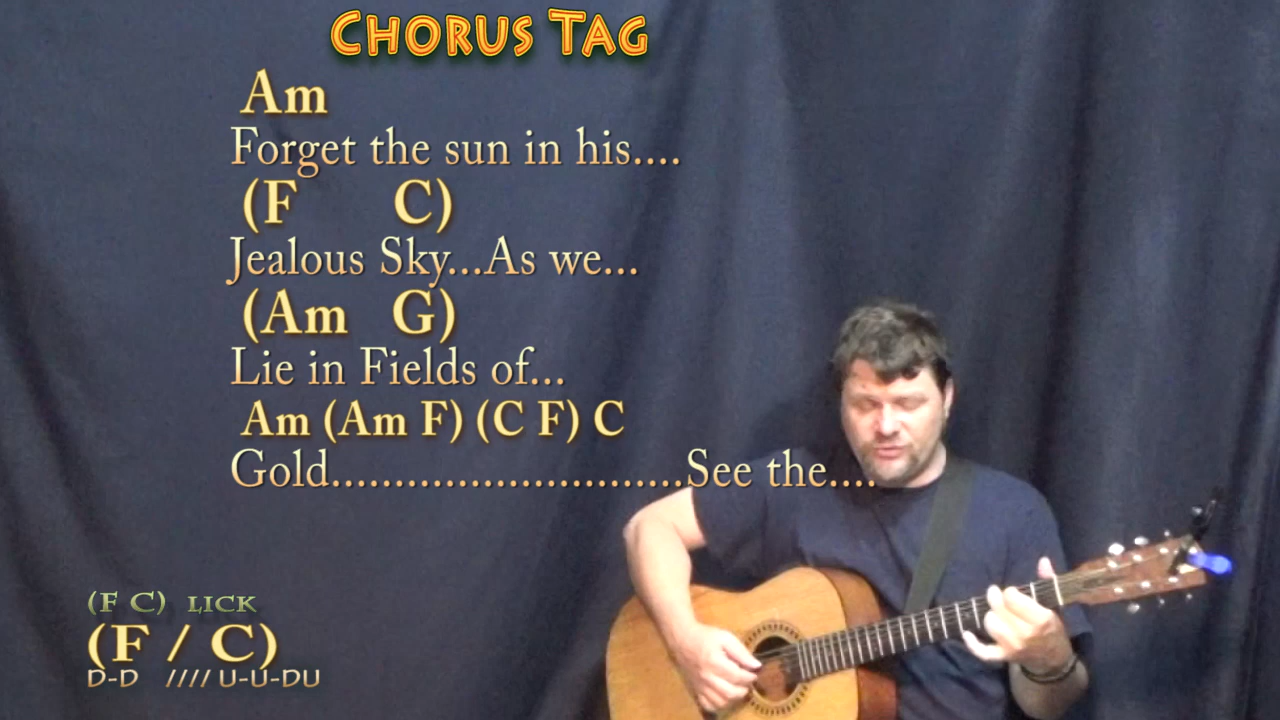 Chorus Tag
Am
Forget the sun in his....
(F C)
Jealous Sky...As we...
(Am G)
Lie in Fields of...
Am (Am F) (C F) C
Gold............................See the....
(F C) LICK
(F / C)
D-D //// U-U-DU